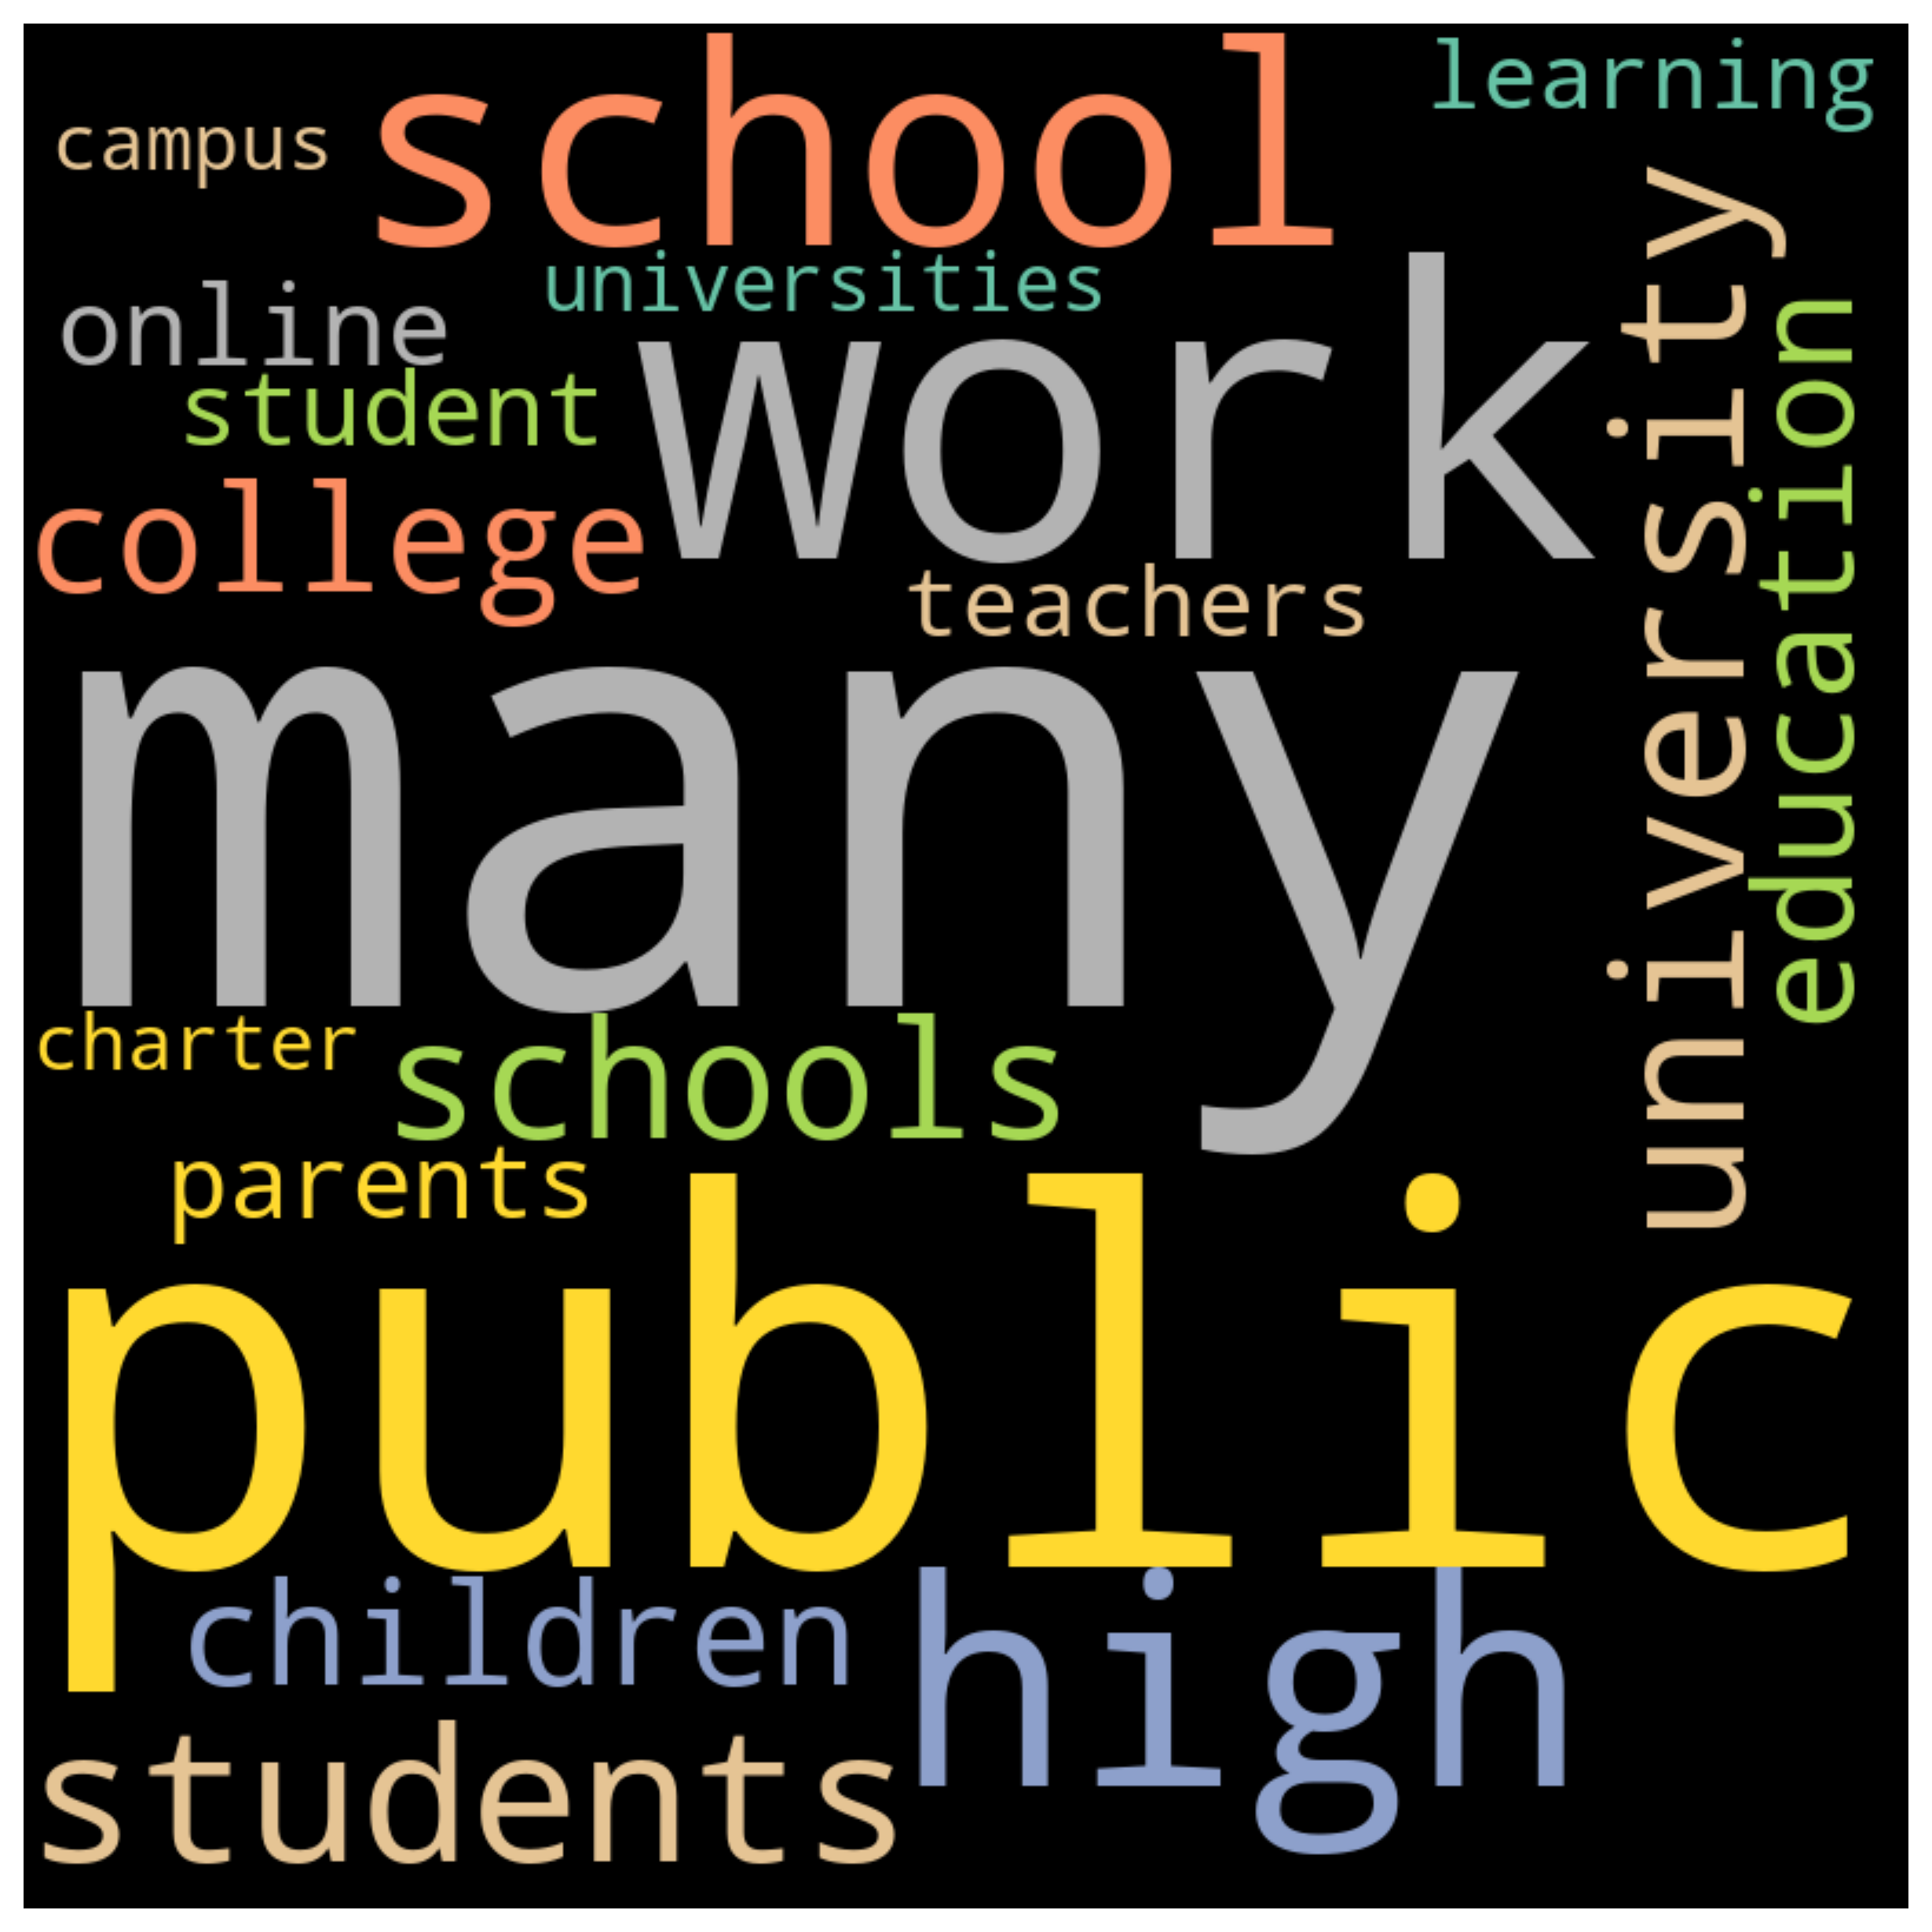 school
learning
campus
universities
online
work
student
university
education
college
teachers
many
charter
schools
parents
public
children
high
students